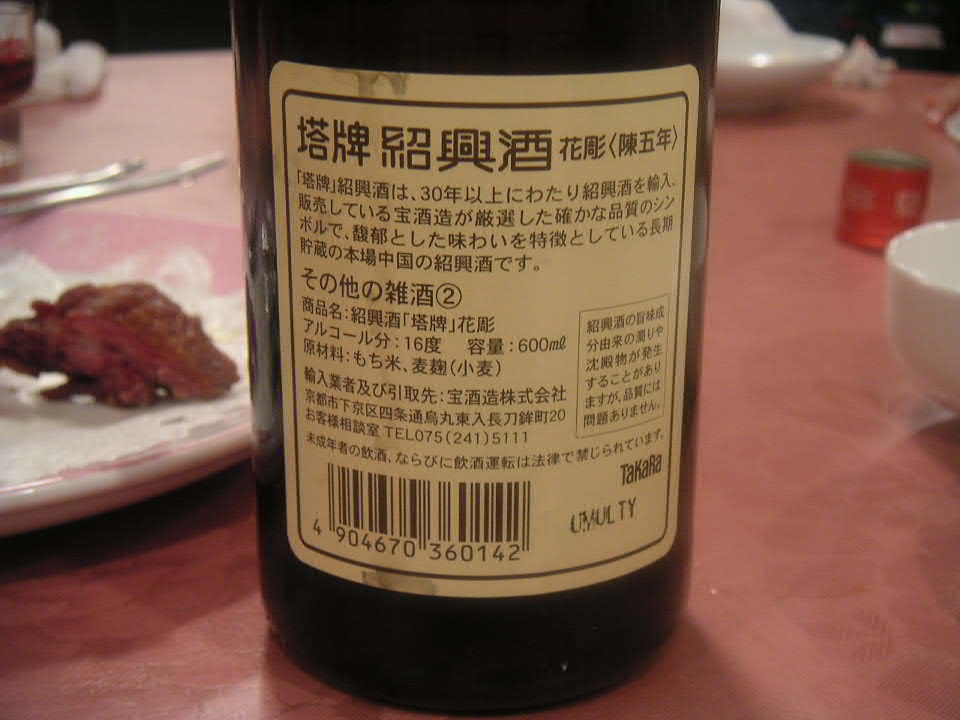 塔牌 紹興酒 花彫〈陳五年〉
「塔牌」紹興酒は、30年以上にわたり紹興酒を輸入、
販売している宝酒造が厳選した確かな品質のシン
ボルで、馥郁とした味わいを特徴としている長期
貯蔵の本場中国の紹興酒です。
その他の雑酒②
商品名:紹興酒「塔牌」花彫
アルコール分:16度 容量:600㎖
原材料:もち米、麦麹(小麦)
輸入業者及び引取先:宝酒造株式会社
京都市下京区四条通烏丸東入長刀鉾町20
お客様相談室 TEL075(241)5111
紹興酒の旨味成
分由来の濁りや
沈殿物が発生
することがあり
ますが、品質には
問題ありません。
未成年者の飲酒、ならびに飲酒運転は法律で禁じられています。
TaKaRa
UMUL TY
4 904670 360142